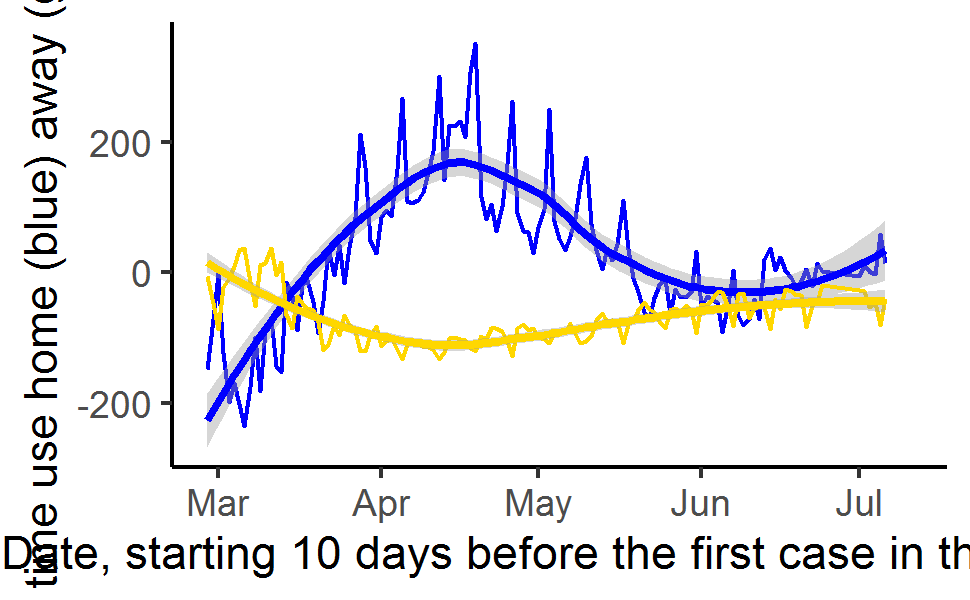 time use home (blue) away (
200
0
-200
Mar Apr May Jun Jul
Date, starting 10 days before the first case in th